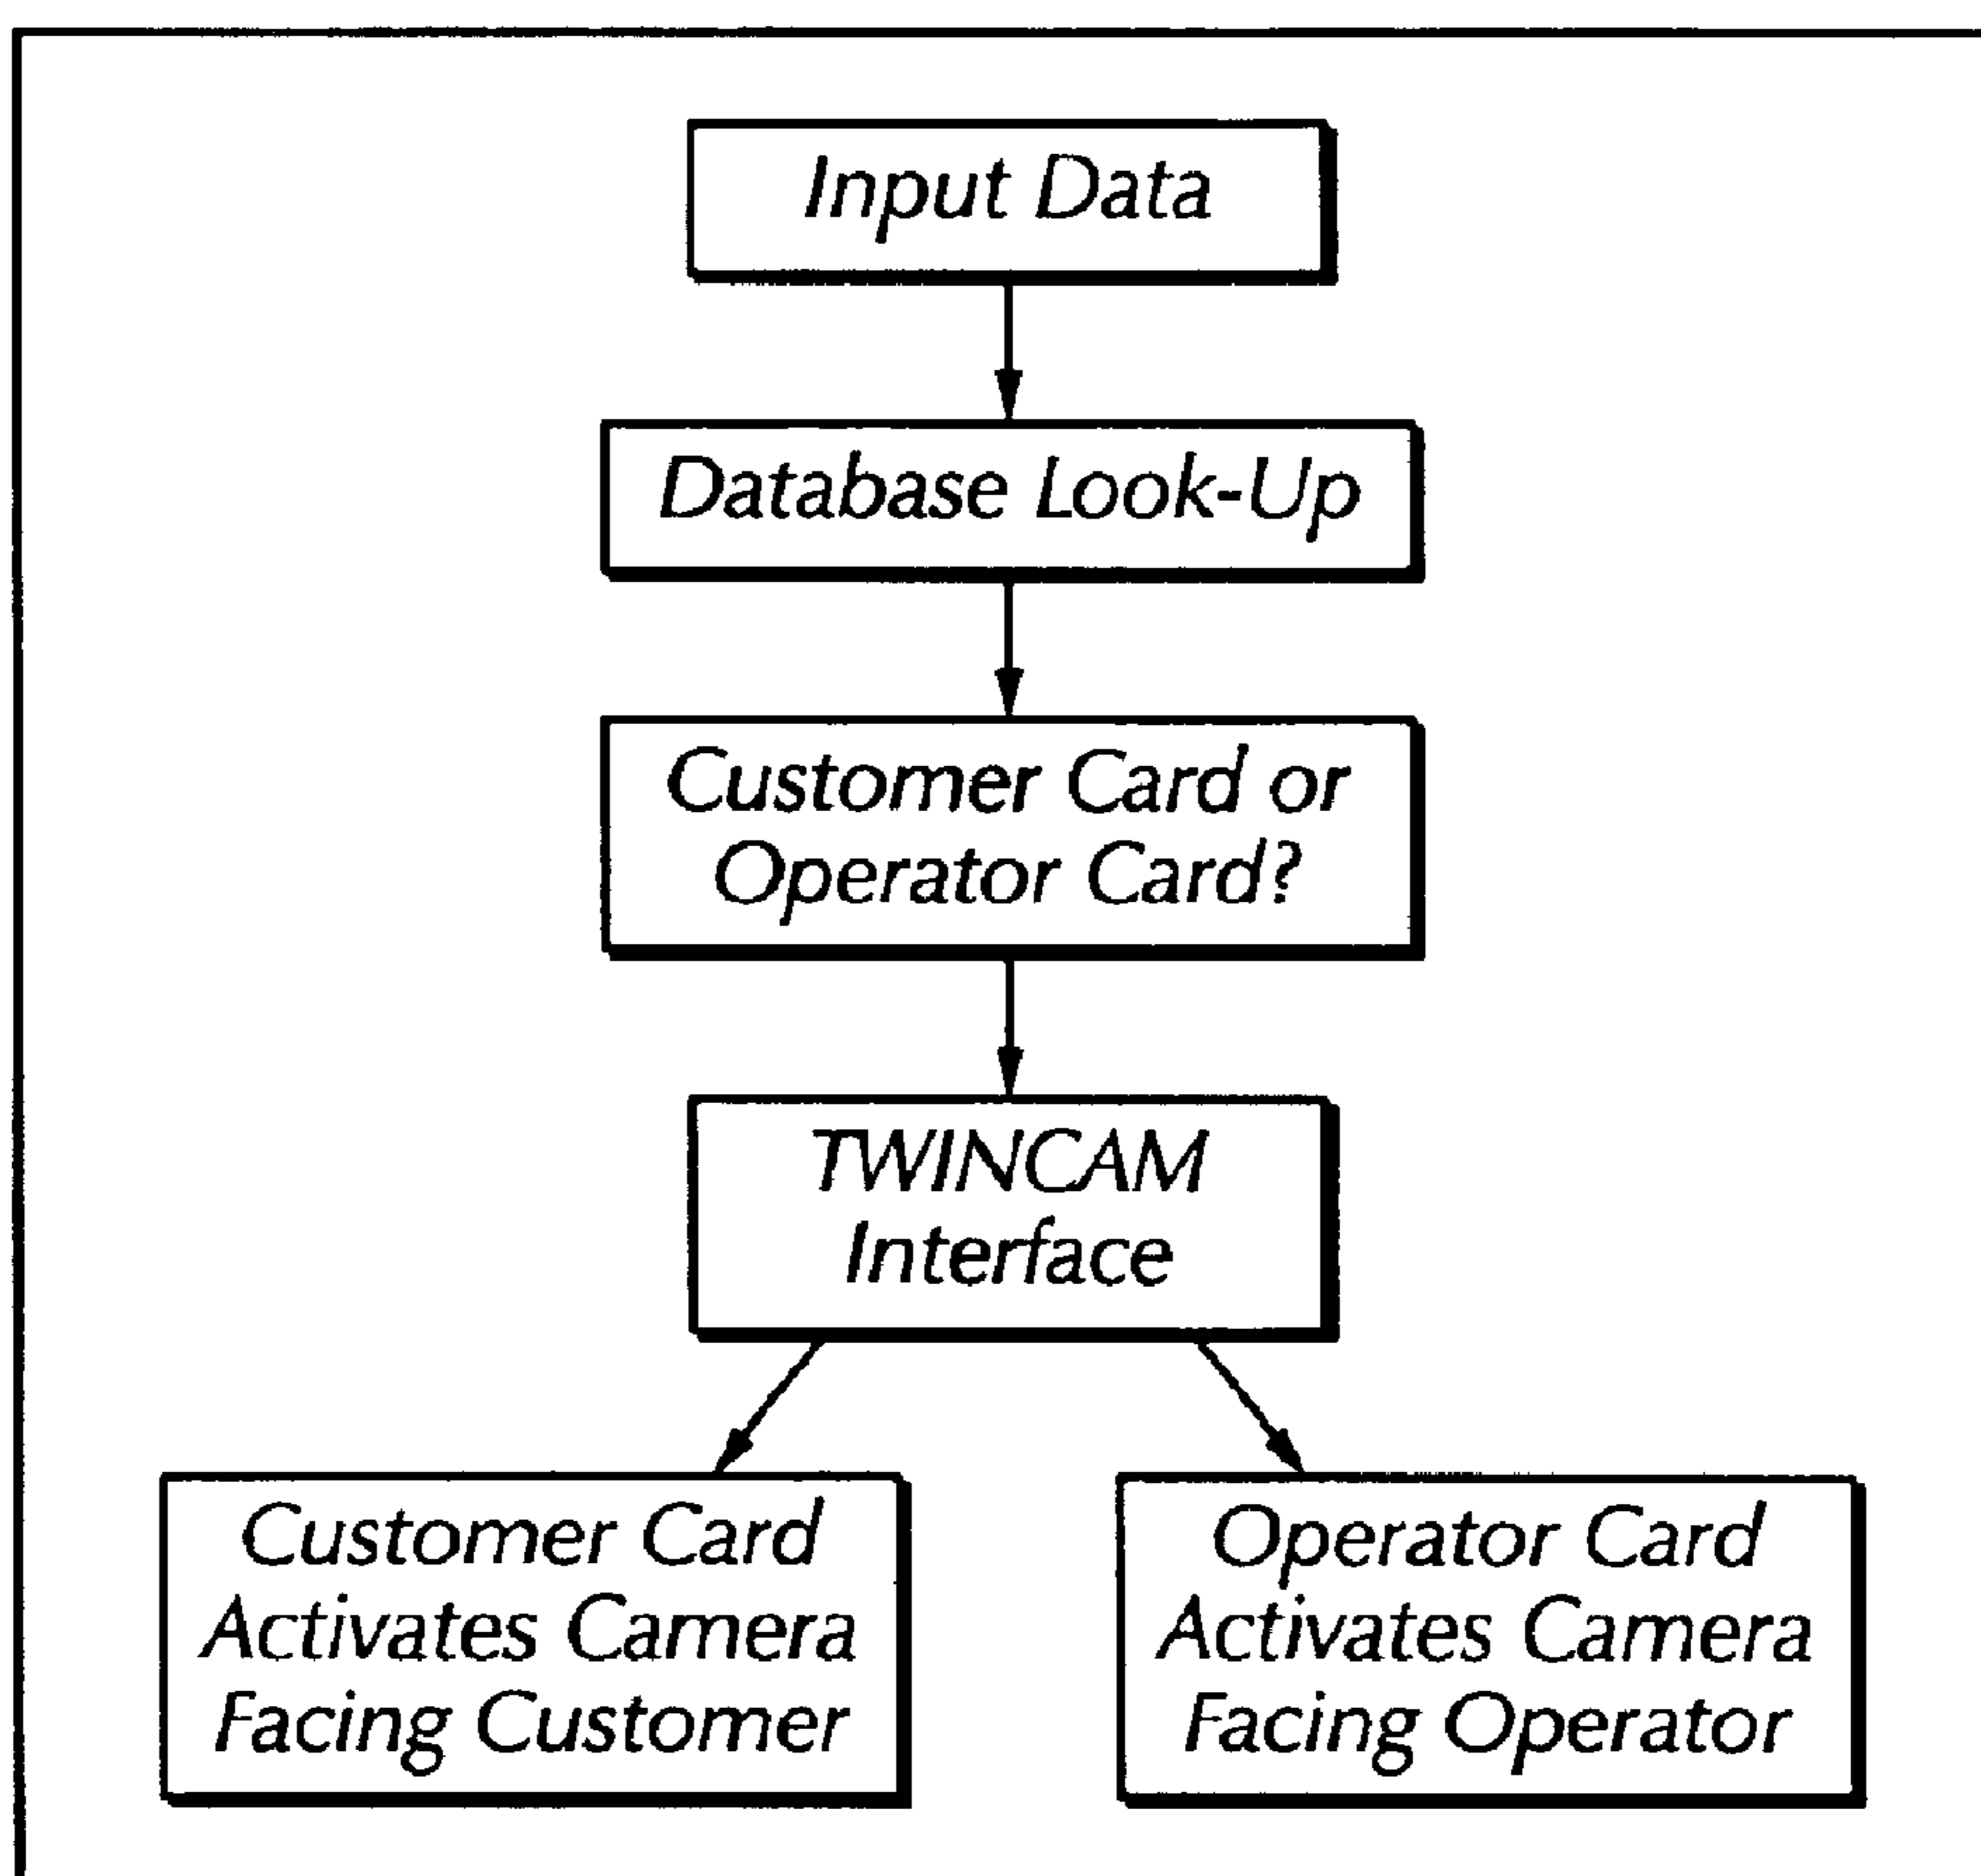 Input Data
Database Look-Up
Customer Card or
Operator Card?
TWINCAM
Interface
Customer Card
Activates Camera
Facing Customer
Operator Card
Activates Camera
Facing Operator